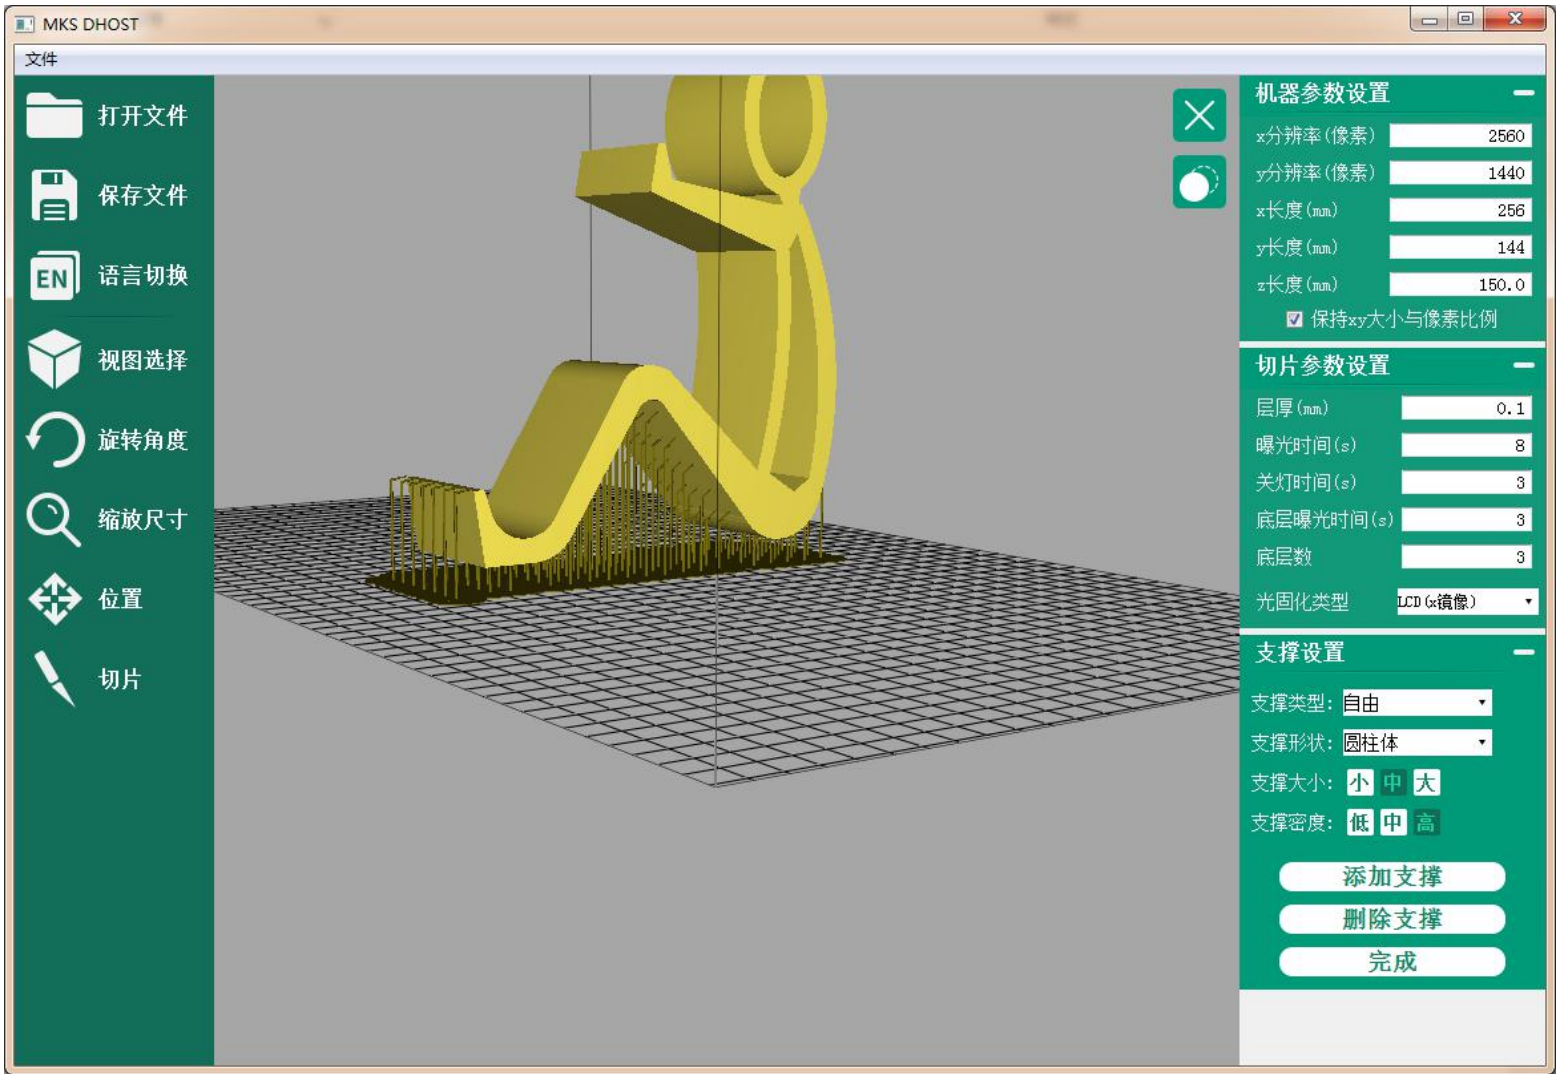 MKS DHOST
文件
打开文件
保存文件
EN 语言切换
视图选择
旋转角度
缩放尺寸
位置
切片
机器参数设置
x分辨率(像素) 2560
y分辨率(像素) 1440
x长度(mm) 256
y长度(mm) 144
z长度(mm) 150.0
保持xy大小与像素比例
切片参数设置
层厚(mm) 0.1
曝光时间(s) 8
关灯时间(s) 3
底层曝光时间(s) 3
底层数 3
光固化类型 LCD(x镜像)
支撑设置
支撑类型: 自由
支撑形状: 圆柱体
支撑大小: 小 中 大
支撑密度: 低 中 高
添加支撑
删除支撑
完成